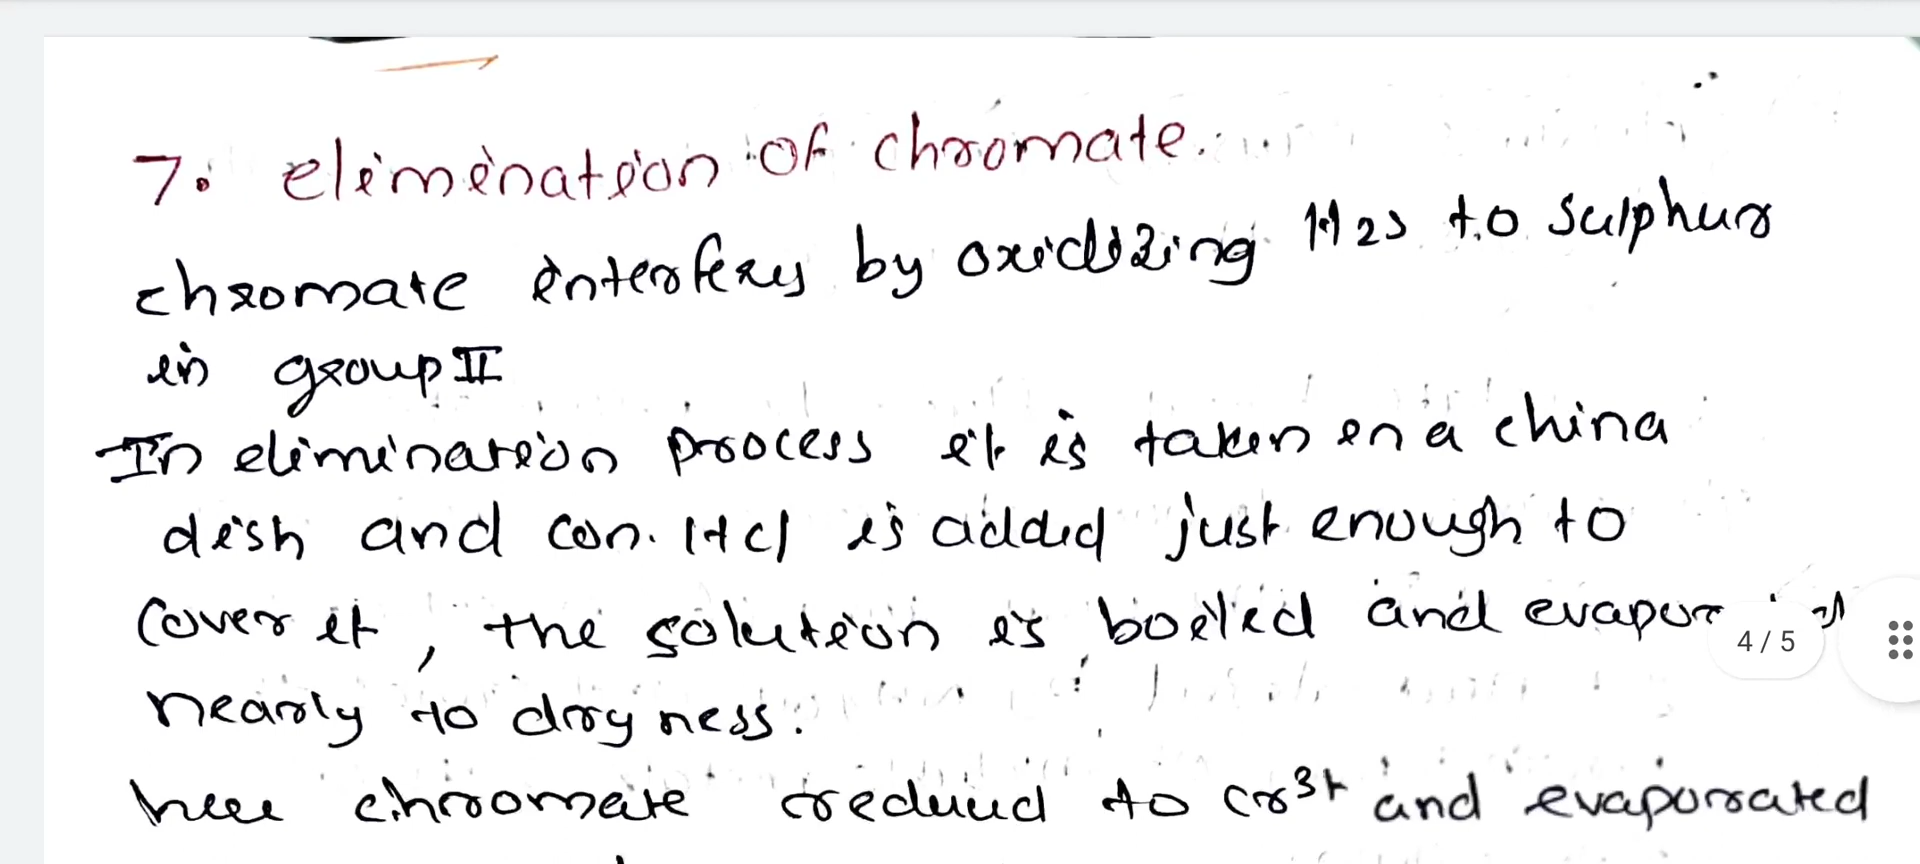 7. elimination of chromate.
chromate interferes by oxidizing H2S to Sulphur
in group II
In elimination process it is taken in a china
dish and con. HCl is added just enough to
cover it, the solution is boiled and
4 / 5
nearly to dryness.
here chromate reduced to Cr3+ and evaporated